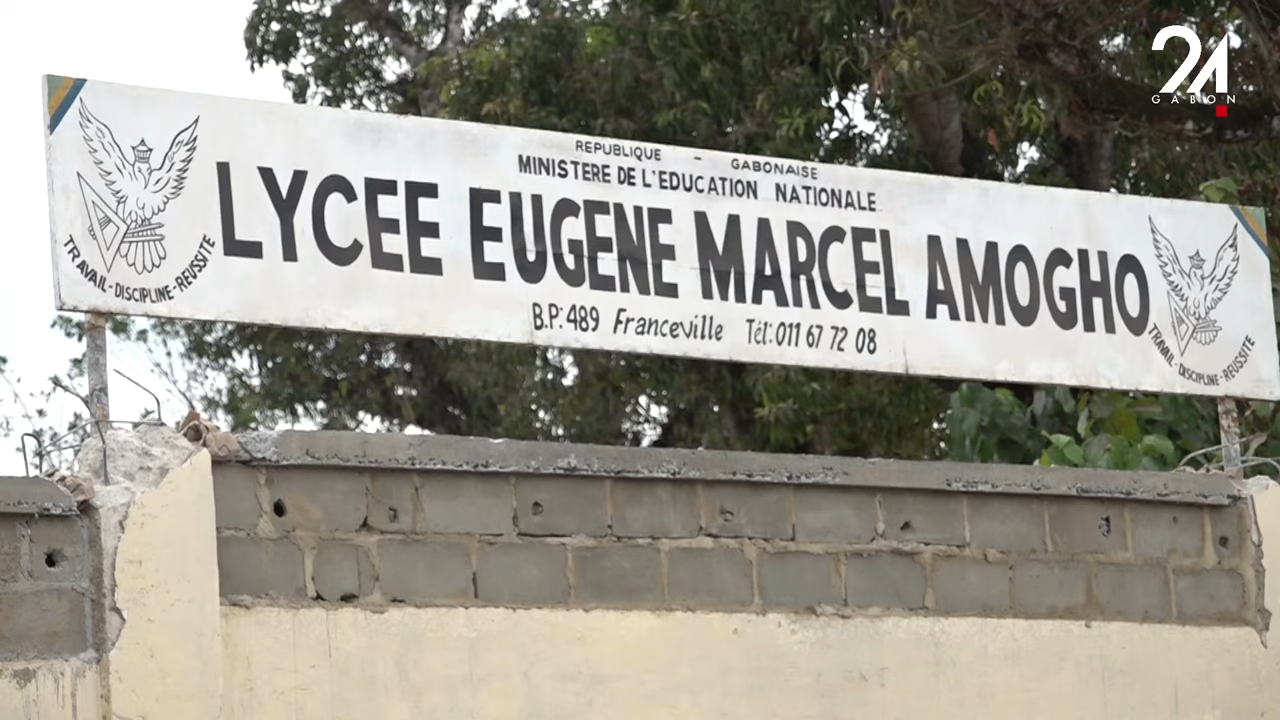 24
GABON
REPUBLIQUE - GABONAISE
MINISTERE DE L'EDUCATION NATIONALE
LYCEE EUGENE MARCEL AMOGHO
B.P: 489 Franceville Tél: 011 67 72 08
TRAVAIL - DISCIPLINE - REUSSITE
TRAVAIL - DISCIPLINE - REUSSITE